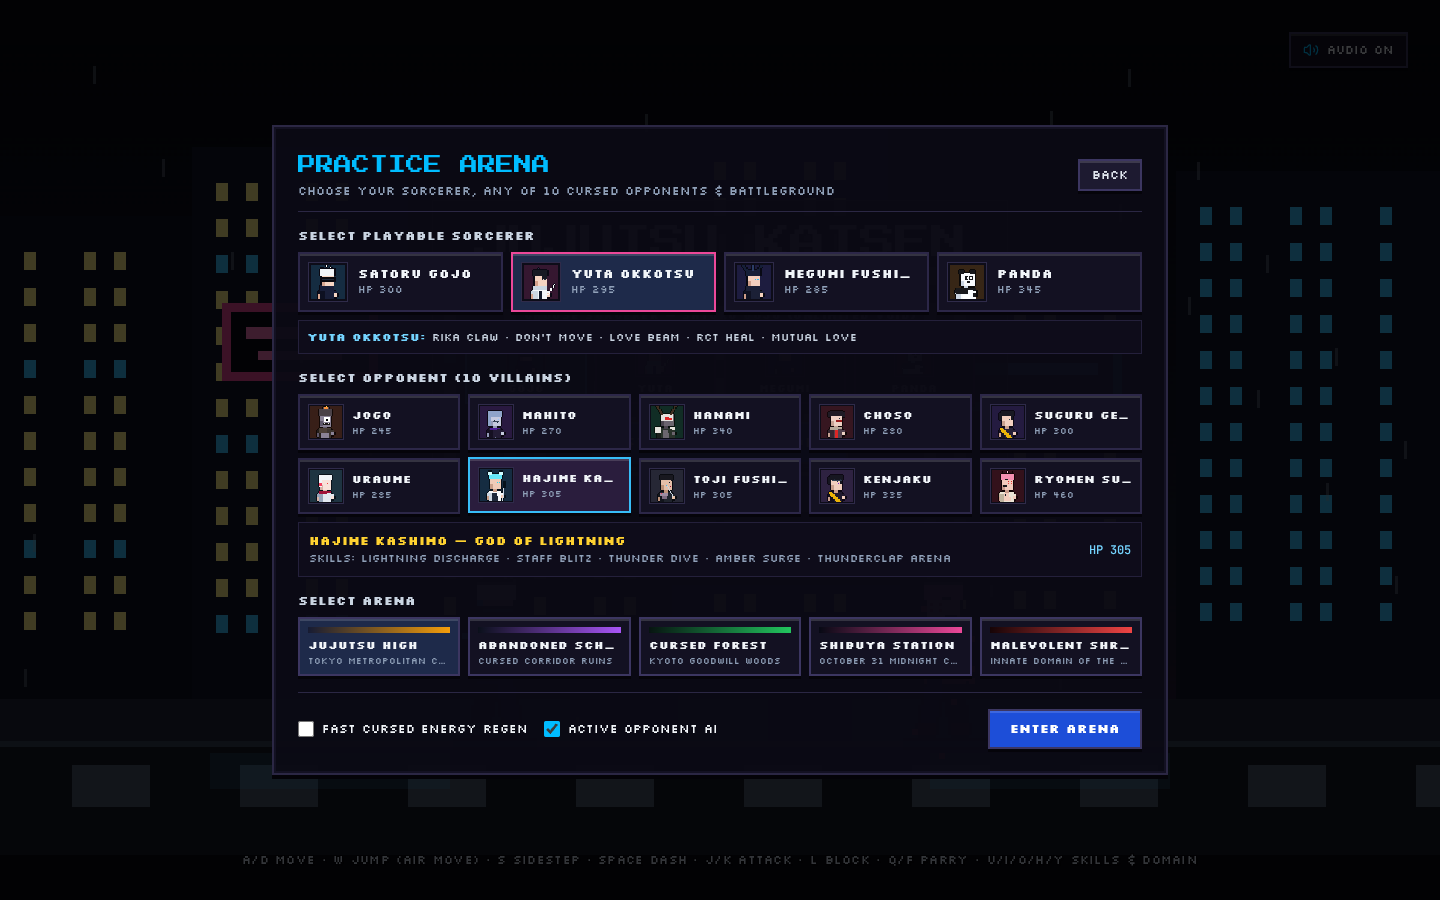 AUDIO ON
PRACTICE ARENA
CHOOSE YOUR SORCERER, ANY OF 10 CURSED OPPONENTS & BATTLEGROUND
BACK
SELECT PLAYABLE SORCERER
JUTSU KAISEN
SATORU GOJO
HP 300
YUTA OKKOTSU
HP 295
MEGUMI FUSHI…
HP 285
PANDA
HP 345
YUTA OKKOTSU: RIKA CLAW · DON'T MOVE · LOVE BEAM · RCT HEAL · MUTUAL LOVE
SELECT OPPONENT (10 VILLAINS)
JOGO
HP 245
MAHITO
HP 270
HANAMI
HP 340
CHOSO
HP 280
SUGURU GE…
HP 300
URAUME
HP 285
HAJIME KA…
HP 305
TOJI FUSHI…
HP 305
KENJAKU
HP 335
RYOMEN SU…
HP 460
HAJIME KASHIMO — GOD OF LIGHTNING
SKILLS: LIGHTNING DISCHARGE · STAFF BLITZ · THUNDER DIVE · AMBER SURGE · THUNDERCLAP ARENA
HP 305
SELECT ARENA
JUJUTSU HIGH
TOKYO METROPOLITAN C…
ABANDONED SCH…
CURSED CORRIDOR RUINS
CURSED FOREST
KYOTO GOODWILL WOODS
SHIBUYA STATION
OCTOBER 31 MIDNIGHT C…
MALEVOLENT SHR…
INNATE DOMAIN OF THE …
FAST CURSED ENERGY REGEN
ACTIVE OPPONENT AI
ENTER ARENA
A/D MOVE · W JUMP (AIR MOVE) · S SIDESTEP · SPACE DASH · J/K ATTACK · L BLOCK · Q/F PARRY · U/I/O/H/Y SKILLS & DOMAIN